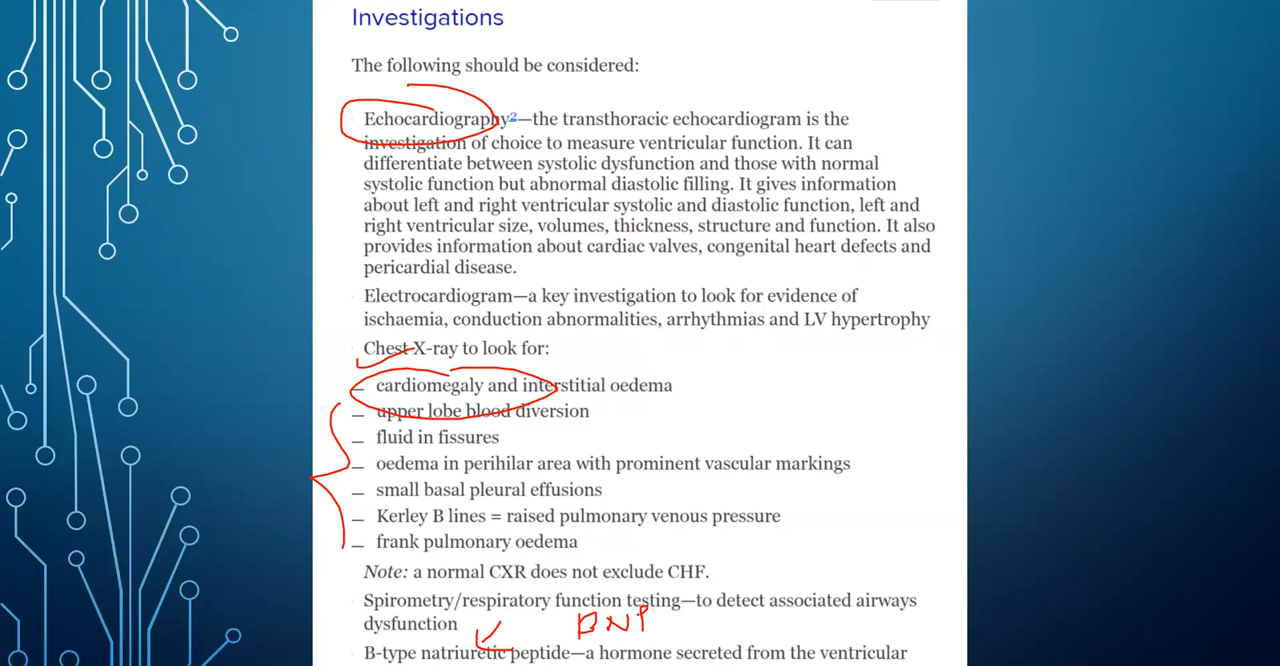 Investigations
The following should be considered:
Echocardiography2—the transthoracic echocardiogram is the
investigation of choice to measure ventricular function. It can
differentiate between systolic dysfunction and those with normal
systolic function but abnormal diastolic filling. It gives information
about left and right ventricular systolic and diastolic function, left and
right ventricular size, volumes, thickness, structure and function. It also
provides information about cardiac valves, congenital heart defects and
pericardial disease.
Electrocardiogram—a key investigation to look for evidence of
ischaemia, conduction abnormalities, arrhythmias and LV hypertrophy
Chest X-ray to look for:
— cardiomegaly and interstitial oedema
— upper lobe blood diversion
— fluid in fissures
— oedema in perihilar area with prominent vascular markings
— small basal pleural effusions
— Kerley B lines = raised pulmonary venous pressure
— frank pulmonary oedema
Note: a normal CXR does not exclude CHF.
Spirometry/respiratory function testing—to detect associated airways
dysfunction
BNP
B-type natriuretic peptide—a hormone secreted from the ventricular